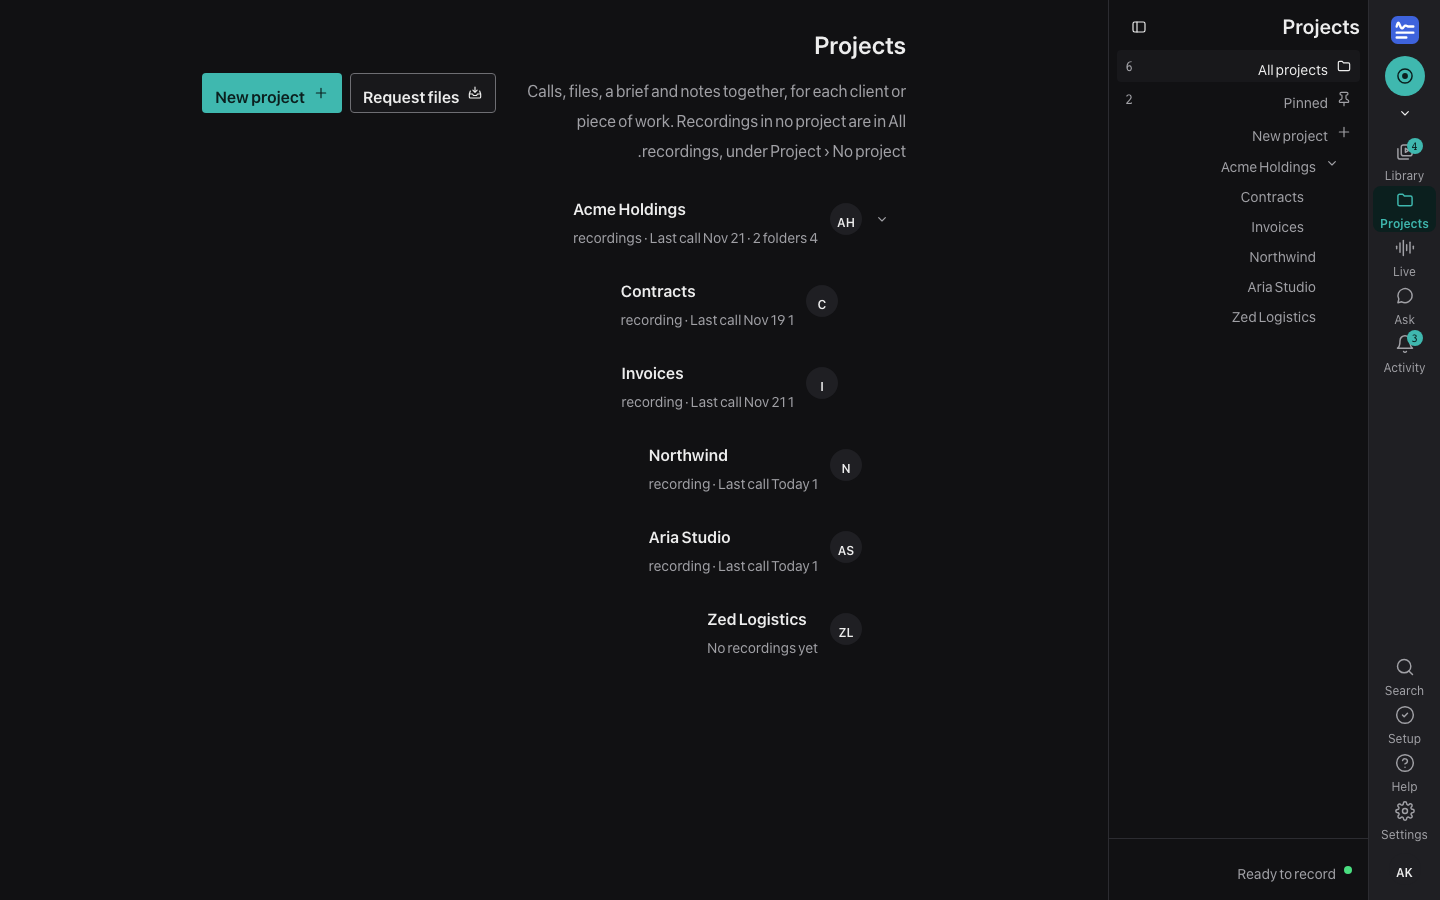 Projects
All projects
6
Pinned
2
New project
Acme Holdings
Contracts
Invoices
Northwind
Aria Studio
Zed Logistics
Ready to record
4
Library
Projects
Live
Ask
3
Activity
Search
Setup
Help
Settings
AK
Projects
Calls, files, a brief and notes together, for each client or
piece of work. Recordings in no project are in All
.recordings, under Project › No project
Request files
New project
AH
Acme Holdings
recordings · Last call Nov 21 · 2 folders 4
C
Contracts
recording · Last call Nov 19 1
I
Invoices
recording · Last call Nov 21 1
N
Northwind
recording · Last call Today 1
AS
Aria Studio
recording · Last call Today 1
ZL
Zed Logistics
No recordings yet